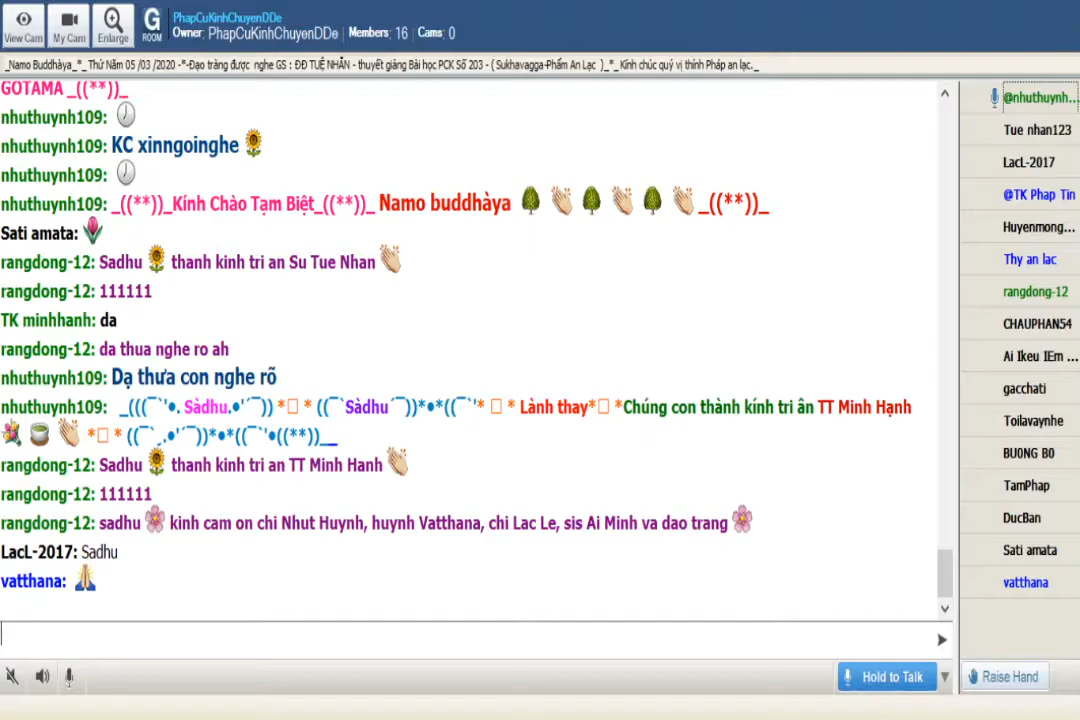 View Cam My Cam Enlarge G ROOM PhapCuKinhChuyenDDe
Owner: PhapCuKinhChuyenDDe | Members: 16 | Cams: 0
_Namo Buddhàya_*_ Thứ Năm 05 /03 /2020 -*-Đạo tràng được nghe GS : ĐĐ TUỆ NHẪN - thuyết giảng Bài học PCK Số 203 - ( Sukhavagga-Phẩm An Lạc )_*_ Kính chúc quý vị thính Pháp an lạc._
GOTAMA _((**))_
nhuthuynh109:
nhuthuynh109: KC xinngoinghe
nhuthuynh109:
nhuthuynh109: _((**))_Kính Chào Tạm Biệt_((**))_ Namo buddhàya _((**))_
Sati amata:
rangdong-12: Sadhu thanh kinh tri an Su Tue Nhan
rangdong-12: 111111
TK minhhanh: da
rangdong-12: da thua nghe ro ah
nhuthuynh109: Dạ thưa con nghe rõ
nhuthuynh109: _(((¯`'•. Sàdhu.•'´¯)) *▯ * ((¯`Sàdhu´¯))*•*((¯`'* ▯ * Lành thay*▯ *Chúng con thành kính tri ân TT Minh Hạnh
*▯ * ((¯`¸.•'´¯))*•*((¯`'•((**))__
rangdong-12: Sadhu thanh kinh tri an TT Minh Hanh
rangdong-12: 111111
rangdong-12: sadhu kinh cam on chi Nhut Huynh, huynh Vatthana, chi Lac Le, sis Ai Minh va dao trang
LacL-2017: Sadhu
vatthana:
@nhuthuynh...
Tue nhan123
LacL-2017
@TK Phap Tin
Huyenmong...
Thy an lac
rangdong-12
CHAUPHAN54
Ai Ikeu IEm ...
gacchati
Toilavaynhe
BU0NG B0
TamPhap
DucBan
Sati amata
vatthana
Hold to Talk
Raise Hand